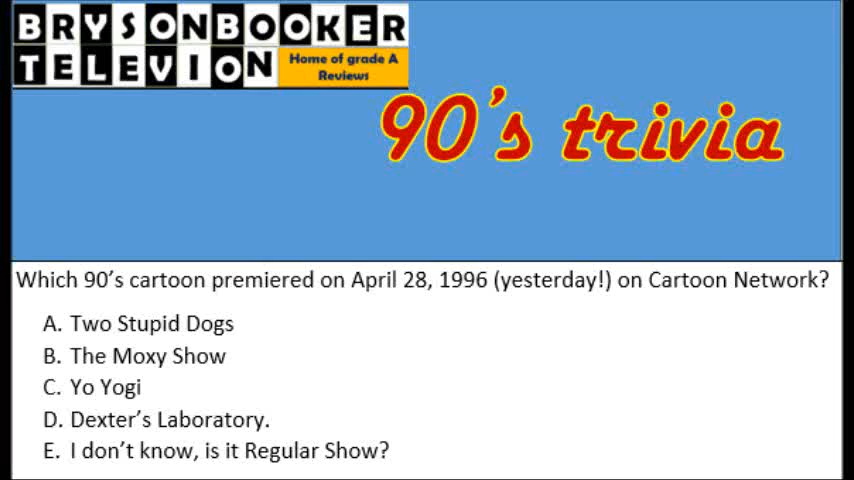 BRYSONBOOKER
TELEVION
Home of grade A
Reviews
90's trivia
Which 90’s cartoon premiered on April 28, 1996 (yesterday!) on Cartoon Network?
A. Two Stupid Dogs
B. The Moxy Show
C. Yo Yogi
D. Dexter’s Laboratory.
E. I don’t know, is it Regular Show?